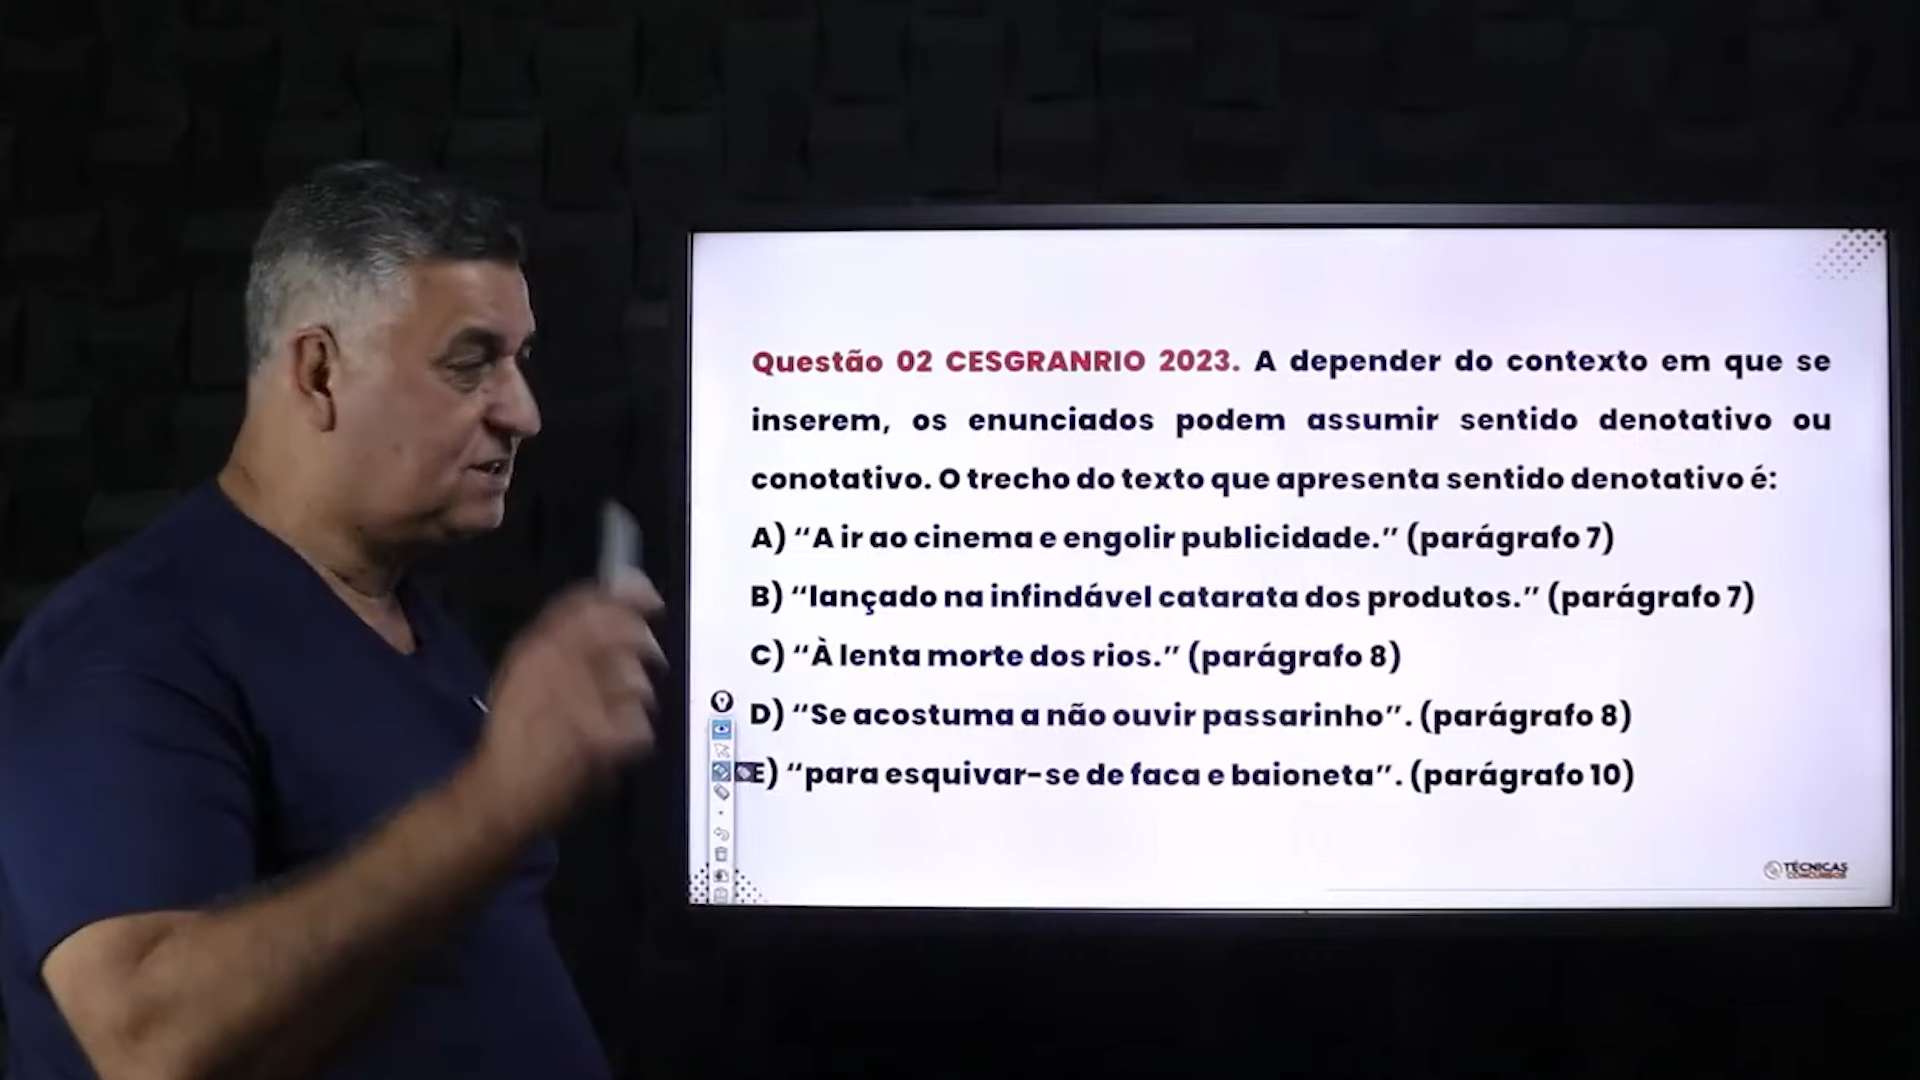 Questão 02 CESGRANRIO 2023. A depender do contexto em que se
inserem, os enunciados podem assumir sentido denotativo ou
conotativo. O trecho do texto que apresenta sentido denotativo é:
A) “A ir ao cinema e engolir publicidade.” (parágrafo 7)
B) “lançado na infindável catarata dos produtos.” (parágrafo 7)
C) “À lenta morte dos rios.” (parágrafo 8)
D) “Se acostuma a não ouvir passarinho”. (parágrafo 8)
E) “para esquivar-se de faca e baioneta”. (parágrafo 10)
TÉCNICAS
CONCURSOS